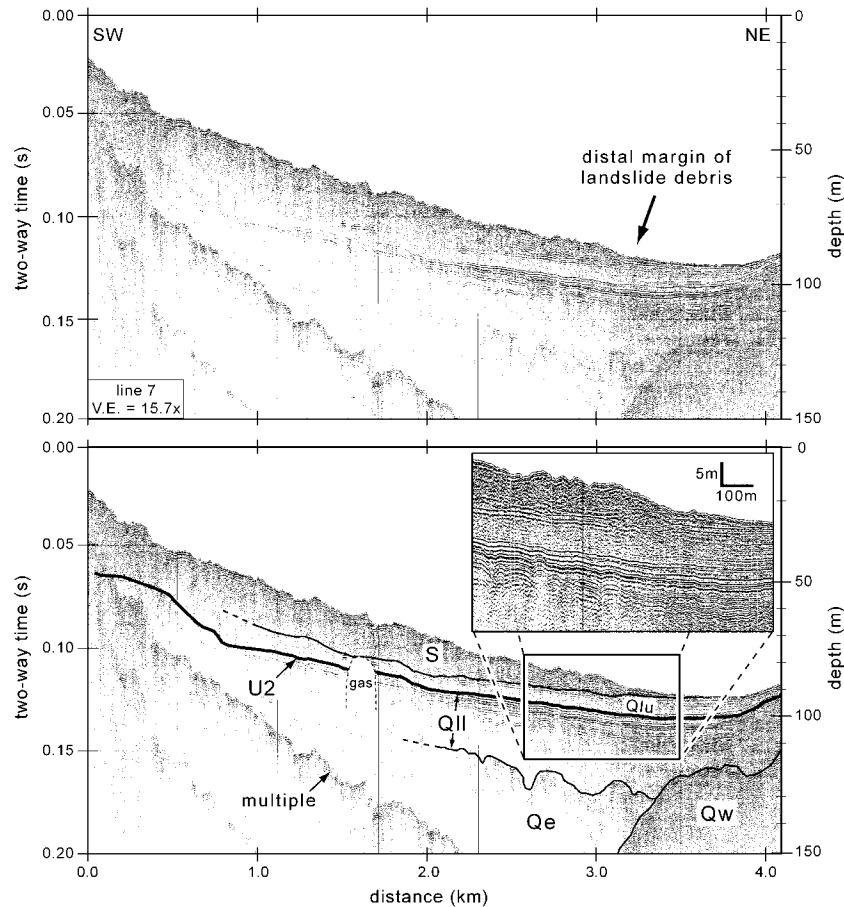 0.00
0
SW
NE
0.05
50
distal margin of
landslide debris
two-way time (s)
depth (m)
0.10
100
0.15
line 7
V.E. = 15.7x
0.20
150
0.00
0
5m
100m
0.05
50
two-way time (s)
depth (m)
0.10
S
gas
U2
Qlu
Qll
100
0.15
multiple
Qe
Qw
0.20
150
0.0
1.0
2.0
3.0
4.0
distance (km)